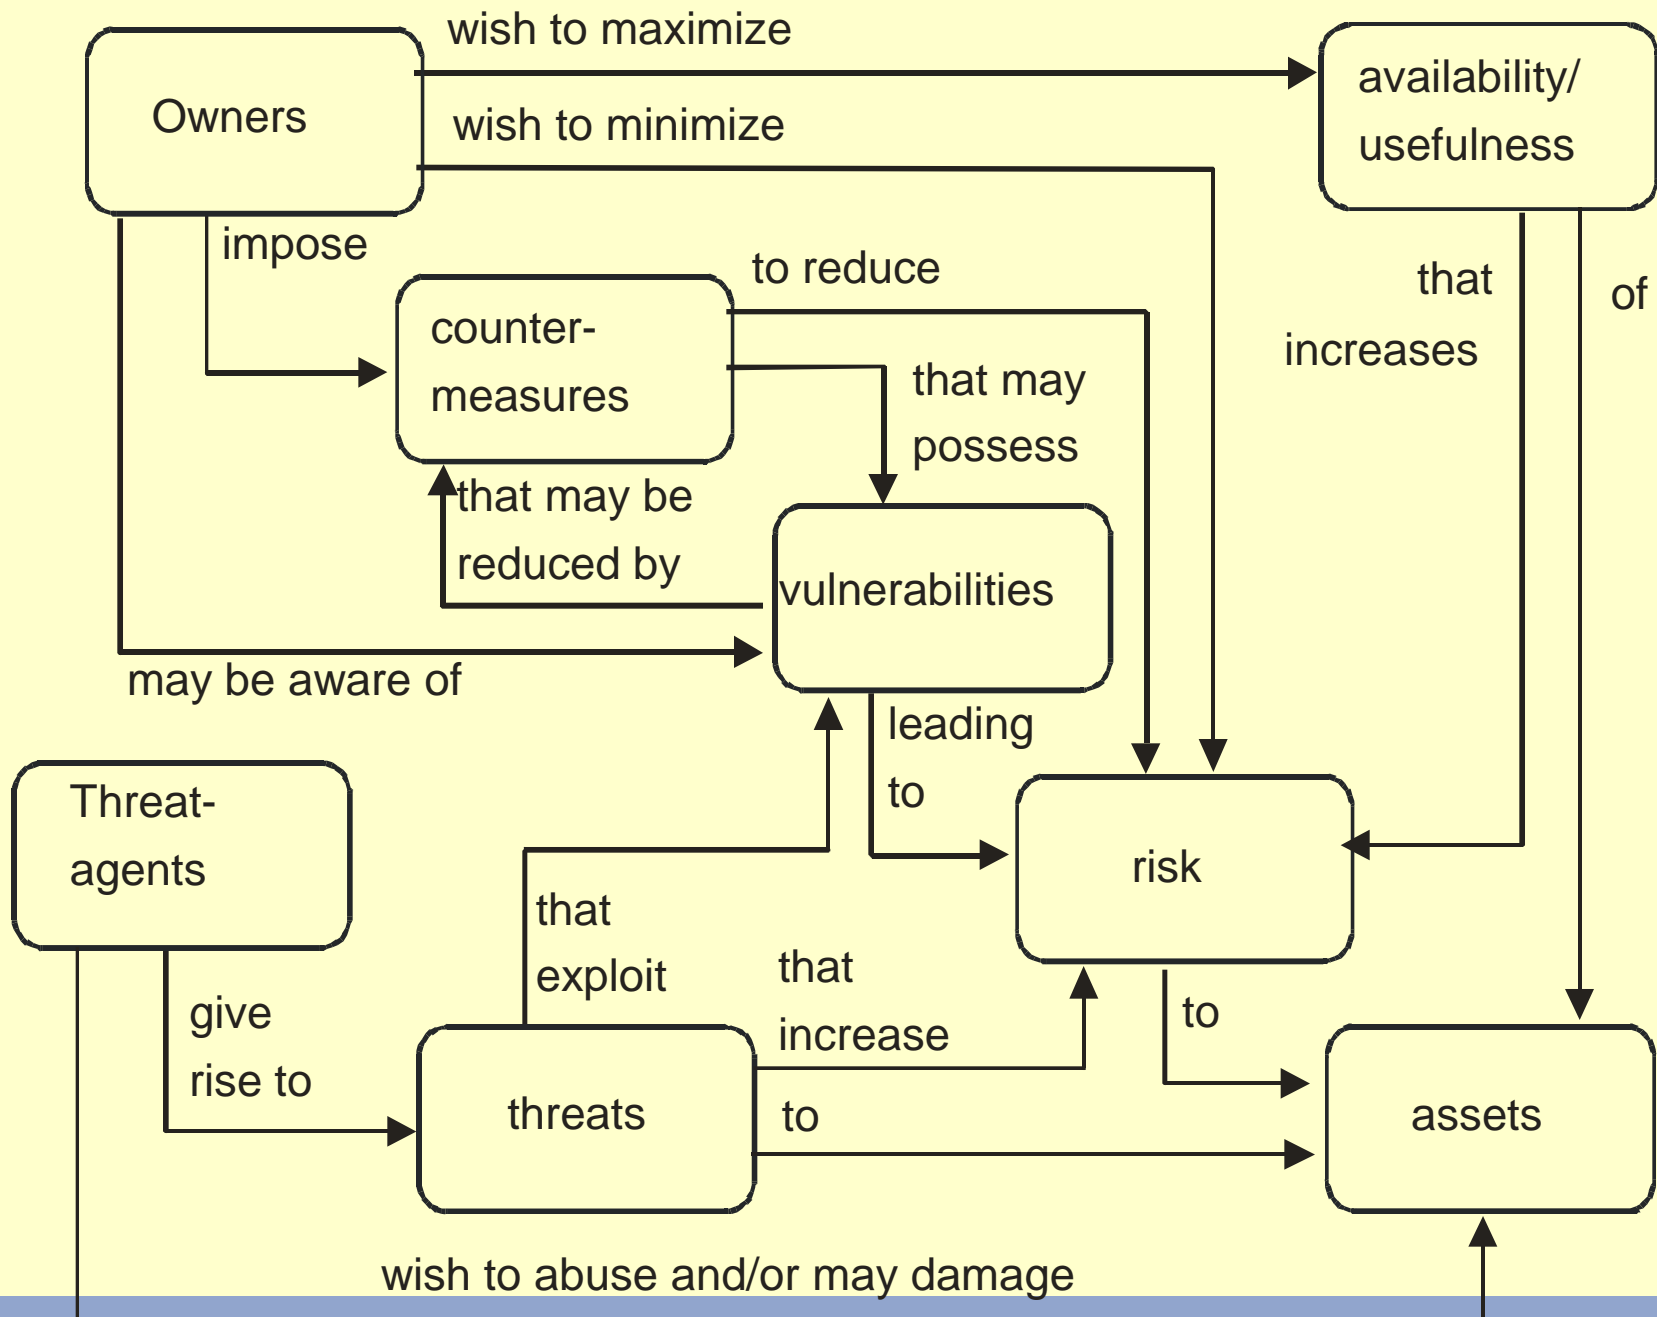 wish to maximize
Owners
availability/
usefulness
wish to minimize
impose
to reduce
that
increases
of
counter-
measures
that may
possess
that may be
reduced by
vulnerabilities
may be aware of
leading
to
Threat-
agents
risk
that
exploit
that
increase
to
give
rise to
threats
to
assets
wish to abuse and/or may damage